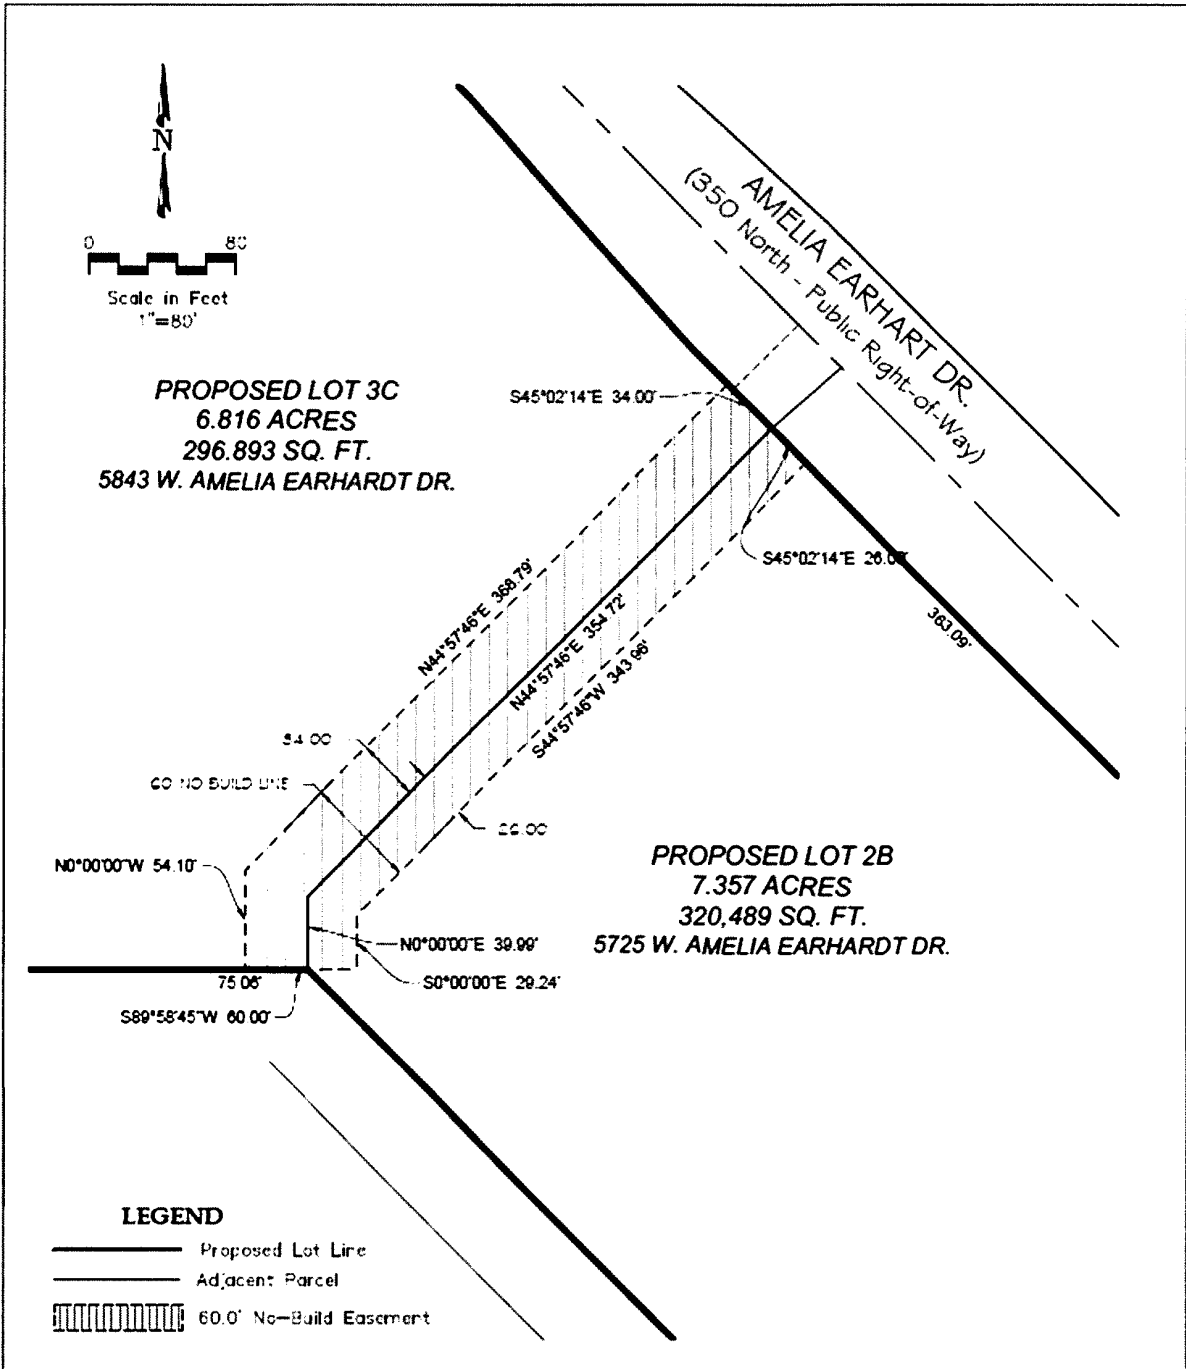 N
0 80
Scale in Feet
1"=80'
AMELIA EARHART DR.
(350 North - Public Right-of-Way)
PROPOSED LOT 3C
6.816 ACRES
296.893 SQ. FT.
5843 W. AMELIA EARHARDT DR.
S45°02'14"E 34.00'
S45°02'14"E 26.00'
363.09'
N44°57'46"E 368.79'
N44°57'46"E 354.72'
S44°57'46"W 343.96'
34.00
60 NO BUILD LINE
26.00
N0°00'00"W 54.10'
PROPOSED LOT 2B
7.357 ACRES
320,489 SQ. FT.
5725 W. AMELIA EARHARDT DR.
N0°00'00"E 39.99'
S0°00'00"E 29.24'
75.06'
S89°58'45"W 60.00'
LEGEND
Proposed Lot Line
Adjacent Parcel
60.0' No-Build Easement